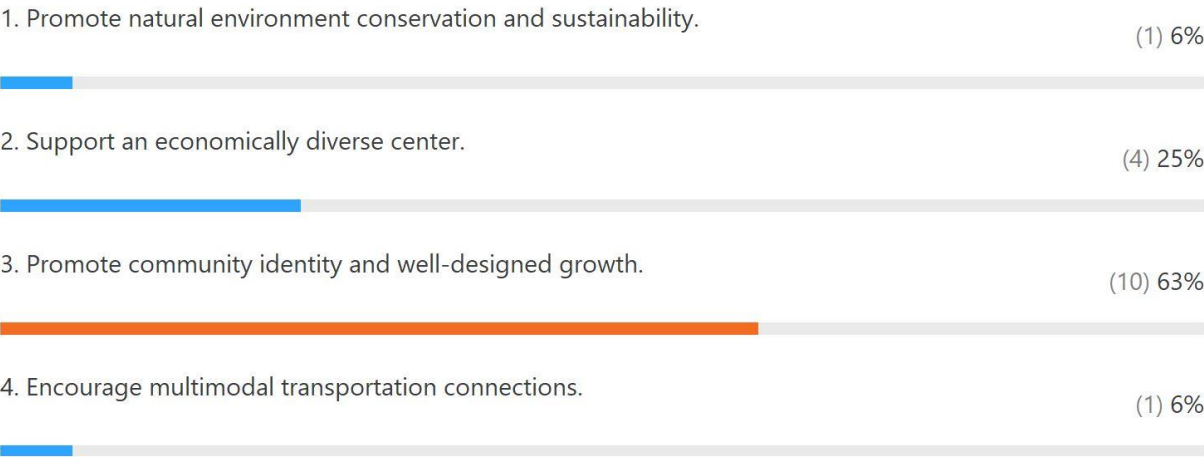 1. Promote natural environment conservation and sustainability.
(1) 6%
2. Support an economically diverse center.
(4) 25%
3. Promote community identity and well-designed growth.
(10) 63%
4. Encourage multimodal transportation connections.
(1) 6%